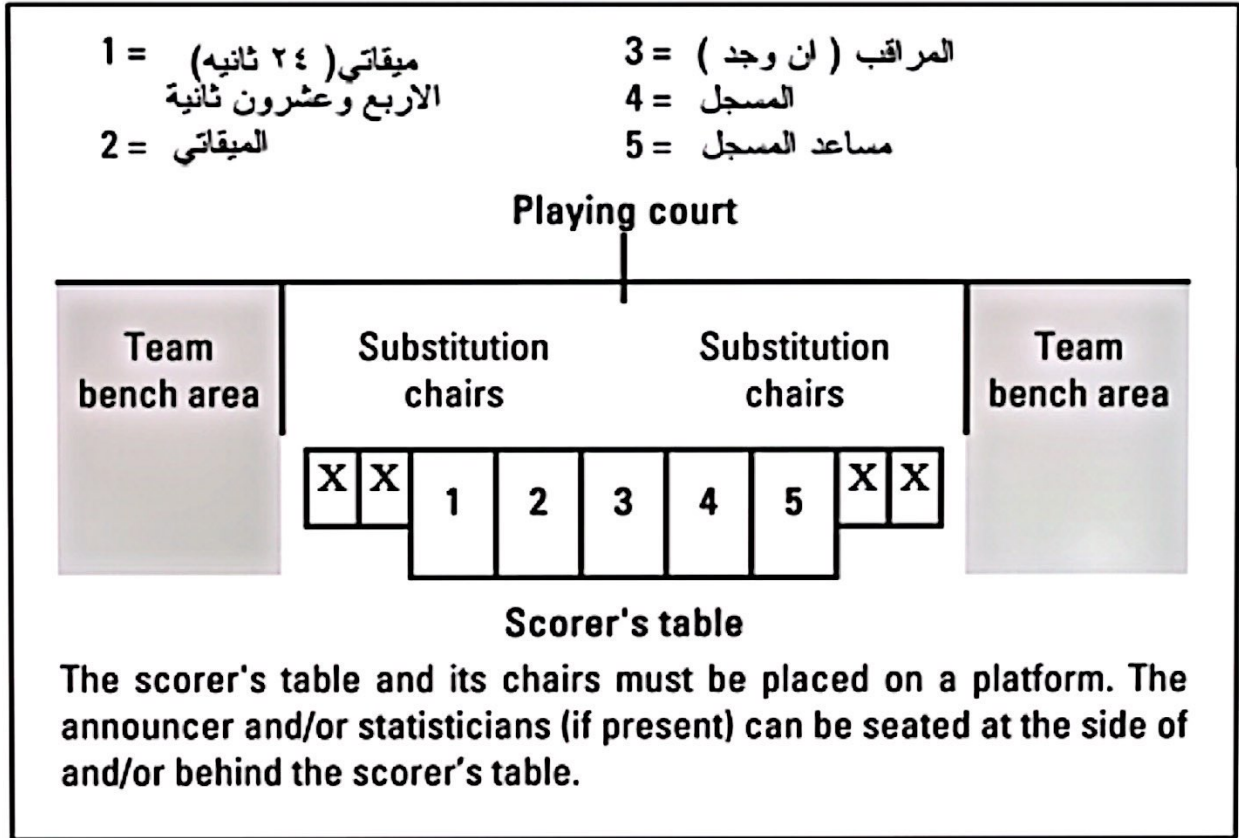 1 = ميقاتي( ٢٤ ثانيه)
الاربع وعشرون ثانية
2 = الميقاتي
3 = المراقب ( ان وجد )
4 = المسجل
5 = مساعد المسجل
Playing court
Team bench area
Substitution chairs
Substitution chairs
Team bench area
X X 1 2 3 4 5 X X
Scorer's table
The scorer's table and its chairs must be placed on a platform. The
announcer and/or statisticians (if present) can be seated at the side of
and/or behind the scorer's table.